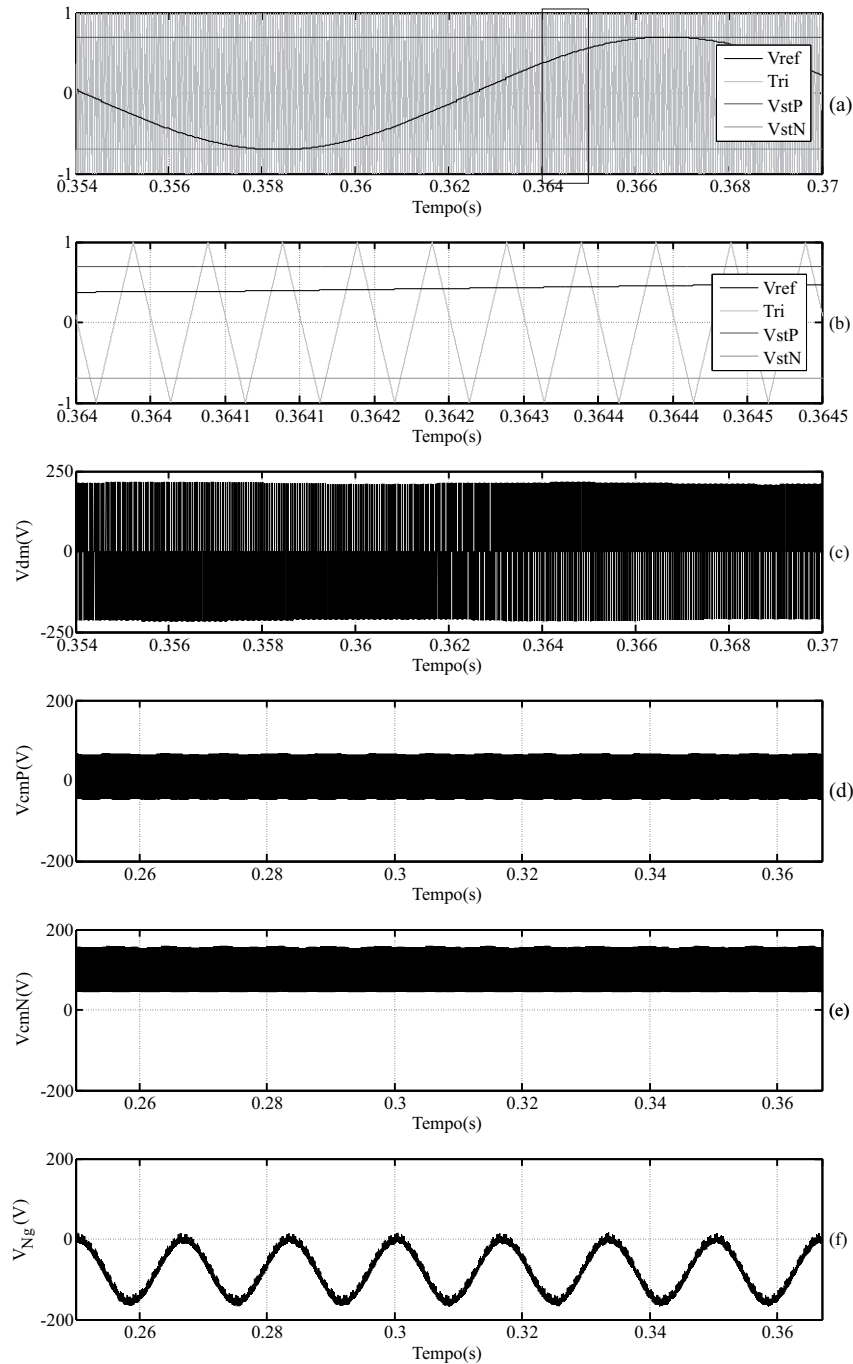 1
0
-1
Vref
Tri
VstP
VstN
(a)
0.354 0.356 0.358 0.36 0.362 0.364 0.366 0.368 0.37
Tempo(s)
1
0
-1
Vref
Tri
VstP
VstN
(b)
0.364 0.364 0.3641 0.3641 0.3642 0.3642 0.3643 0.3644 0.3644 0.3645 0.3645
Tempo(s)
250
0
-250
Vdm(V)
(c)
0.354 0.356 0.358 0.36 0.362 0.364 0.366 0.368 0.37
Tempo(s)
200
0
-200
VcmP(V)
(d)
0.26 0.28 0.3 0.32 0.34 0.36
Tempo(s)
200
0
-200
VcmN(V)
(e)
0.26 0.28 0.3 0.32 0.34 0.36
Tempo(s)
200
0
-200
VNg(V)
(f)
0.26 0.28 0.3 0.32 0.34 0.36
Tempo(s)